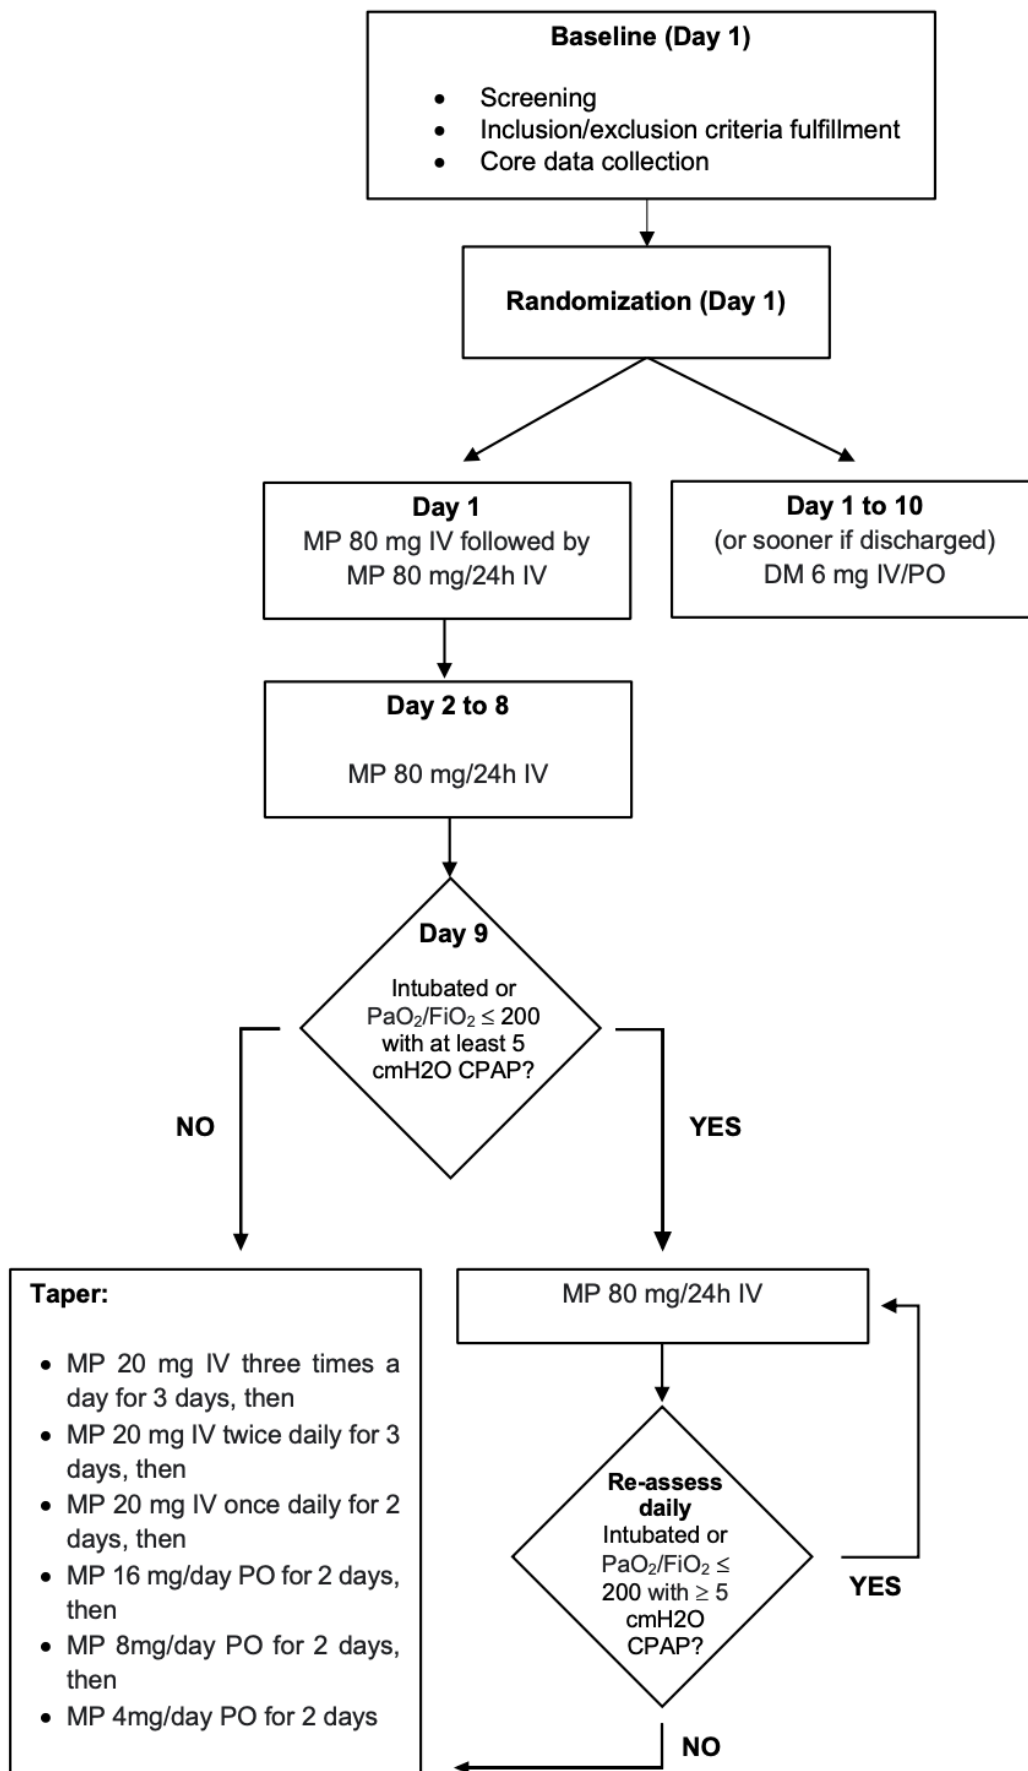 Baseline (Day 1)
• Screening
• Inclusion/exclusion criteria fulfillment
• Core data collection
Randomization (Day 1)
Day 1
MP 80 mg IV followed by
MP 80 mg/24h IV
Day 1 to 10
(or sooner if discharged)
DM 6 mg IV/PO
Day 2 to 8
MP 80 mg/24h IV
Day 9
Intubated or
PaO₂/FiO₂ ≤ 200
with at least 5
cmH2O CPAP?
NO
YES
Taper:
• MP 20 mg IV three times a
day for 3 days, then
• MP 20 mg IV twice daily for 3
days, then
• MP 20 mg IV once daily for 2
days, then
• MP 16 mg/day PO for 2 days,
then
• MP 8mg/day PO for 2 days,
then
• MP 4mg/day PO for 2 days
MP 80 mg/24h IV
Re-assess
daily
Intubated or
PaO₂/FiO₂ ≤
200 with ≥ 5
cmH2O
CPAP?
YES
NO